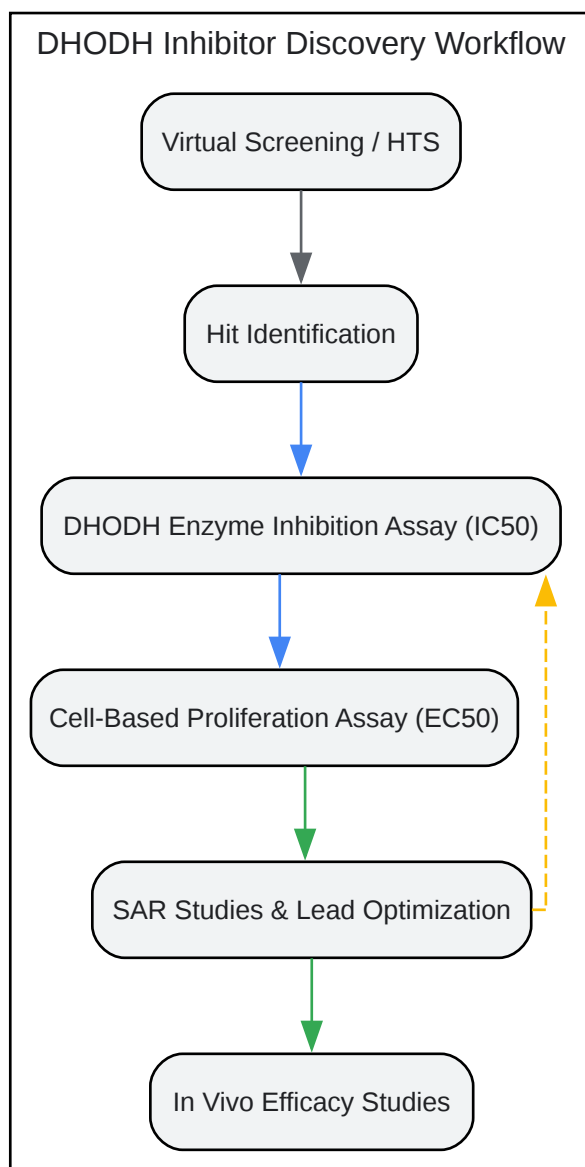 DHODH Inhibitor Discovery Workflow
Virtual Screening / HTS
Hit Identification
DHODH Enzyme Inhibition Assay (IC50)
Cell-Based Proliferation Assay (EC50)
SAR Studies & Lead Optimization
In Vivo Efficacy Studies